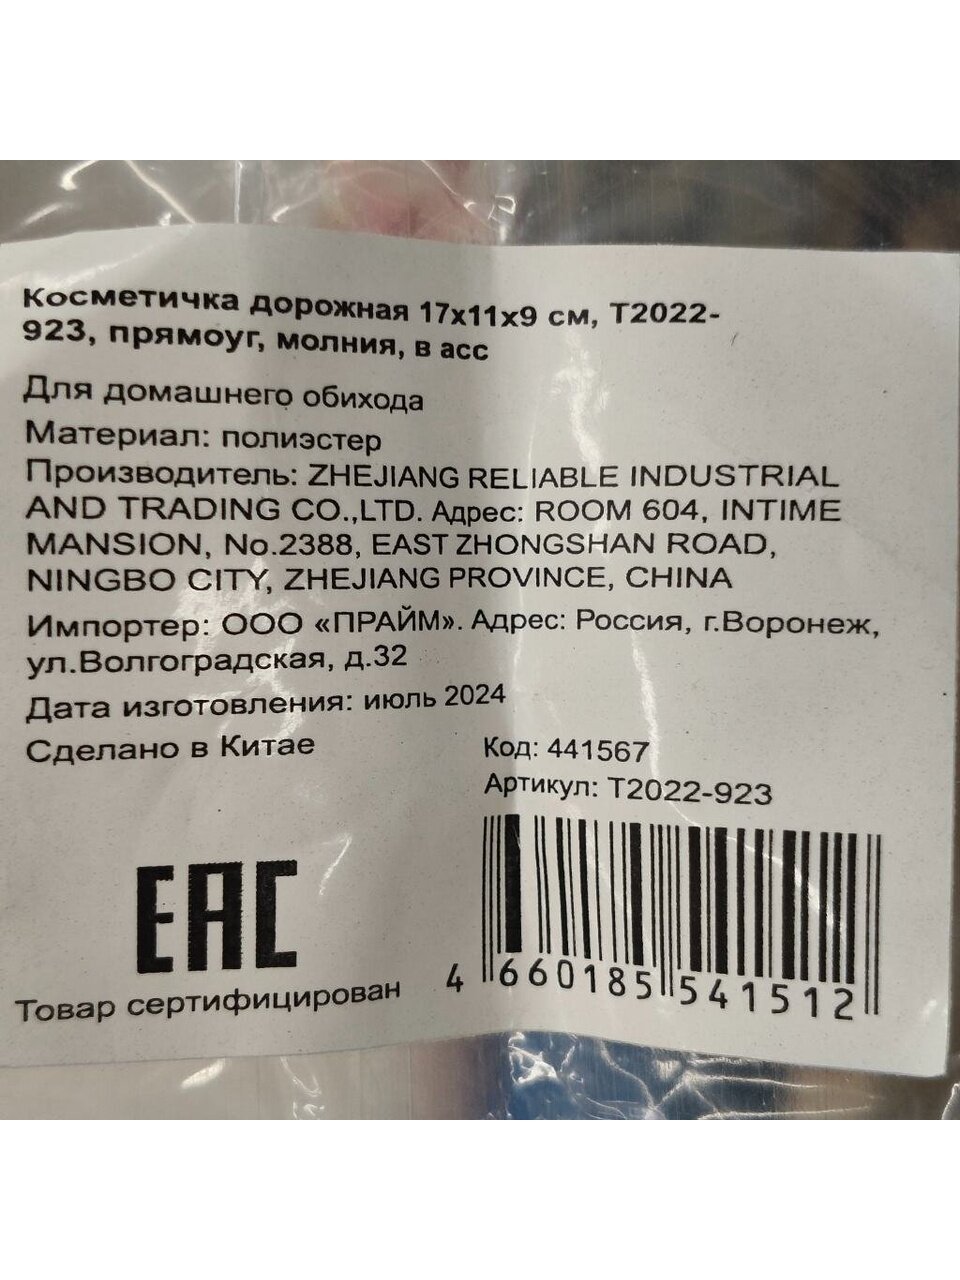 Косметичка дорожная 17x11x9 см, Т2022-
923, прямоуг, молния, в асс
Для домашнего обихода
Материал: полиэстер
Производитель: ZHEJIANG RELIABLE INDUSTRIAL
AND TRADING CO.,LTD. Адрес: ROOM 604, INTIME
MANSION, No.2388, EAST ZHONGSHAN ROAD,
NINGBO CITY, ZHEJIANG PROVINCE, CHINA
Импортер: ООО «ПРАЙМ». Адрес: Россия, г.Воронеж,
ул.Волгоградская, д.32
Дата изготовления: июль 2024
Сделано в Китае
Код: 441567
Артикул: Т2022-923
ЕАС
Товар сертифицирован
4 660185 541512